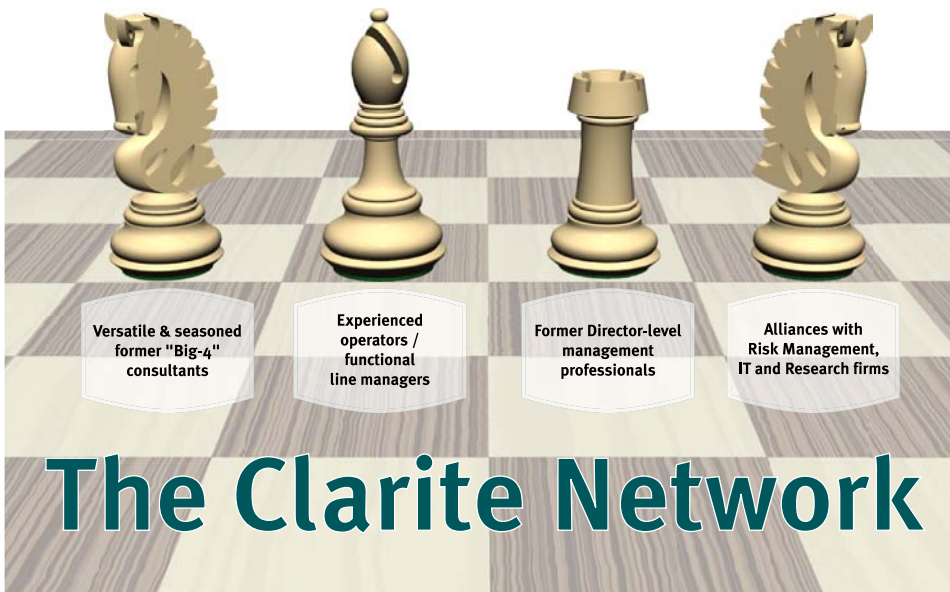 Versatile & seasoned
former "Big-4"
consultants
Experienced
operators /
functional
line managers
Former Director-level
management
professionals
Alliances with
Risk Management,
IT and Research firms
The Clarite Network